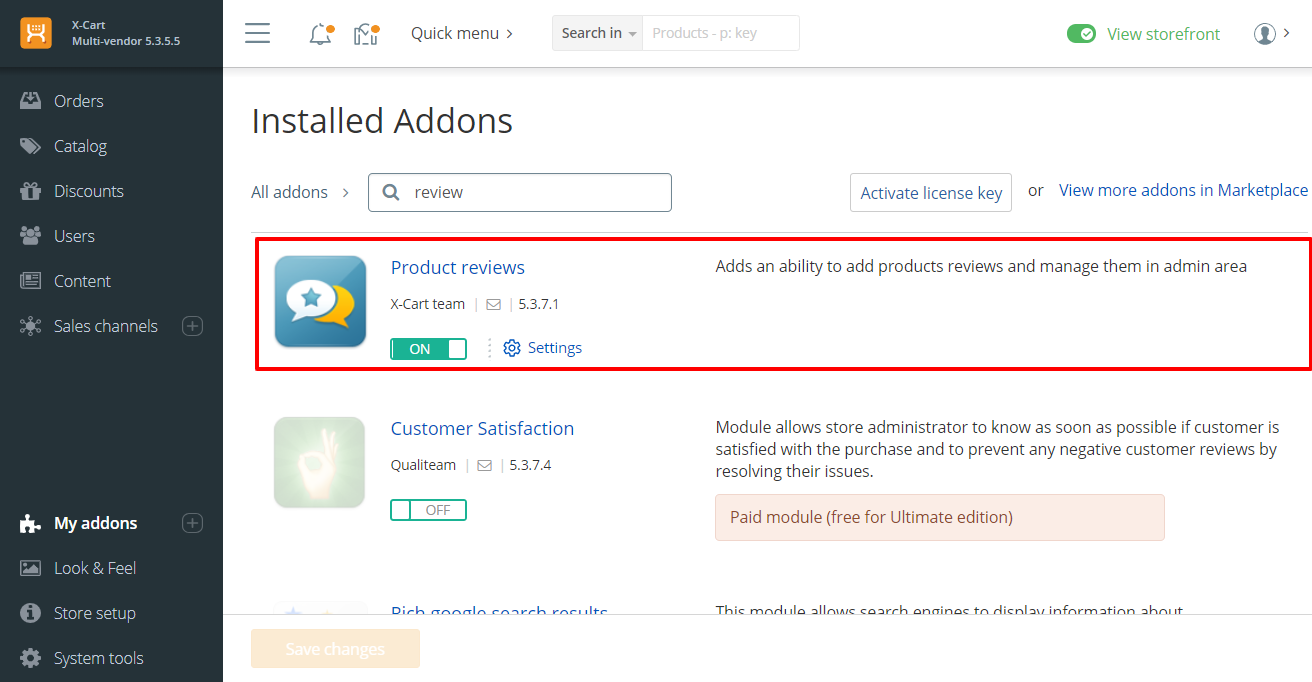 X-Cart
Multi-vendor 5.3.5.5
Quick menu
Search in
Products - p: key
View storefront
Orders
Catalog
Discounts
Users
Content
Sales channels
My addons
Look & Feel
Store setup
System tools
Installed Addons
All addons
review
Activate license key
or
View more addons in Marketplace
Product reviews
Adds an ability to add products reviews and manage them in admin area
X-Cart team
5.3.7.1
ON
Settings
Customer Satisfaction
Module allows store administrator to know as soon as possible if customer is
satisfied with the purchase and to prevent any negative customer reviews by
resolving their issues.
Qualiteam
5.3.7.4
OFF
Paid module (free for Ultimate edition)
Rich google search results
This module allows search engines to display information about
Save changes